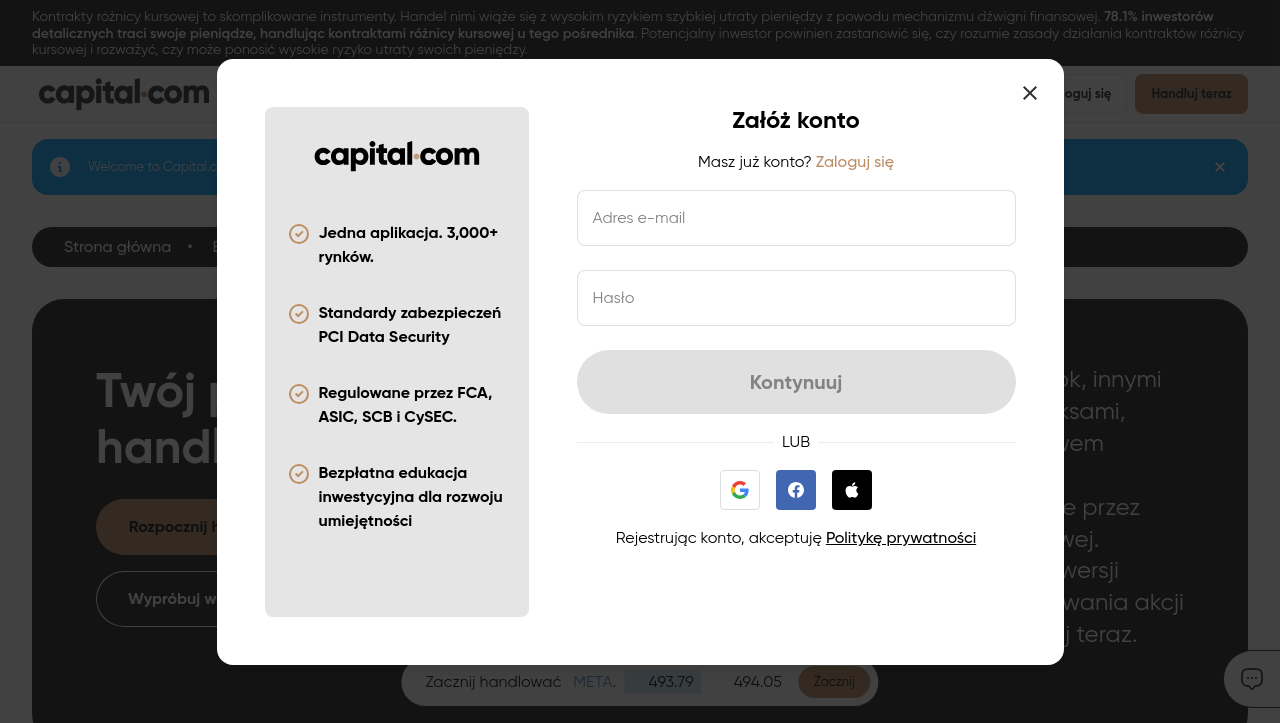 Kontrakty różnicy kursowej to skomplikowane instrumenty. Handel nimi wiąże się z wysokim ryzykiem szybkiej utraty pieniędzy z powodu mechanizmu dźwigni finansowej. 78.1% inwestorów
detalicznych traci swoje pieniądze, handlując kontraktami różnicy kursowej u tego pośrednika. Potencjalny inwestor powinien zastanowić się, czy rozumie zasady działania kontraktów różnicy
kursowej i rozważyć, czy może ponosić wysokie ryzyko utraty swoich pieniędzy.
capital.com
oguj się
Handluj teraz
Welcome to Capital.c
Strona główna •
Twój
handl
Rozpocznij
Wypróbuj w
ok, innymi
ksami,
wem
e przez
wej.
wersji
wania akcji
j teraz.
capital.com
Jedna aplikacja. 3,000+
rynków.
Standardy zabezpieczeń
PCI Data Security
Regulowane przez FCA,
ASIC, SCB i CySEC.
Bezpłatna edukacja
inwestycyjna dla rozwoju
umiejętności
Załóż konto
Masz już konto? Zaloguj się
Adres e-mail
Hasło
Kontynuuj
LUB
Rejestrując konto, akceptuję Politykę prywatności
Zacznij handlować META. 493.79 494.05 Zacznij